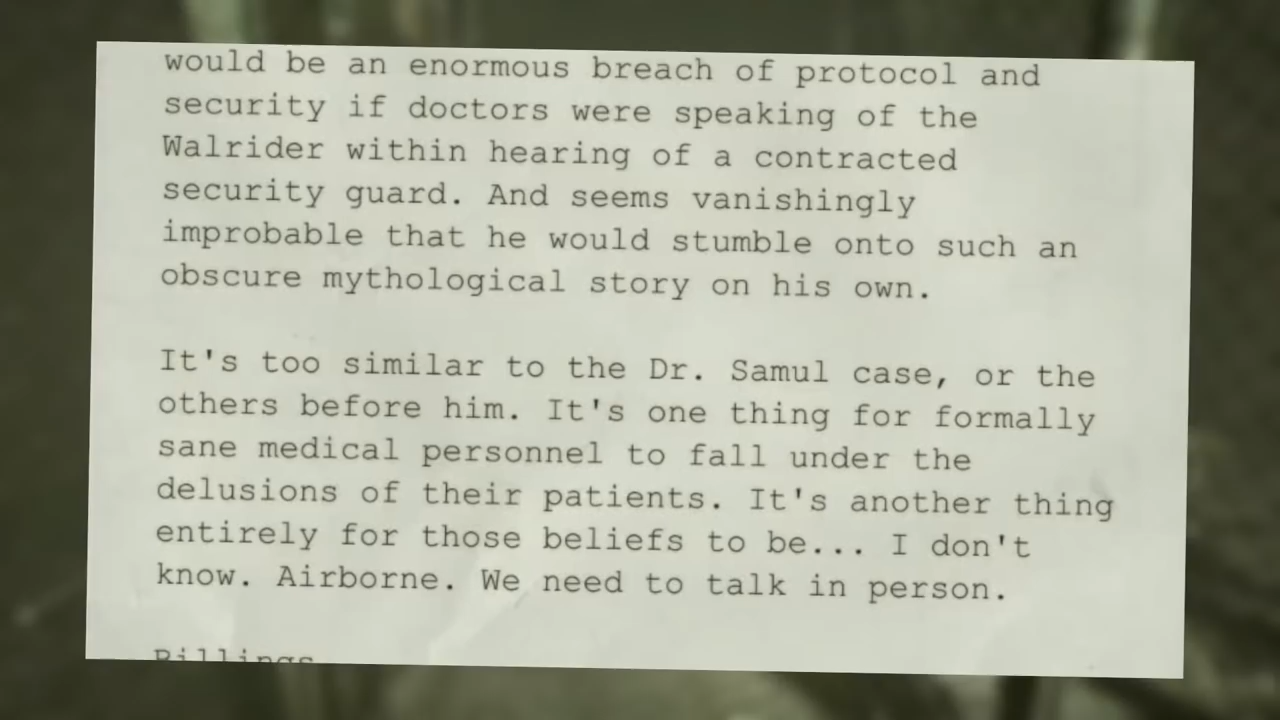 would be an enormous breach of protocol and
security if doctors were speaking of the
Walrider within hearing of a contracted
security guard. And seems vanishingly
improbable that he would stumble onto such an
obscure mythological story on his own.
It's too similar to the Dr. Samul case, or the
others before him. It's one thing for formally
sane medical personnel to fall under the
delusions of their patients. It's another thing
entirely for those beliefs to be... I don't
know. Airborne. We need to talk in person.
Billings